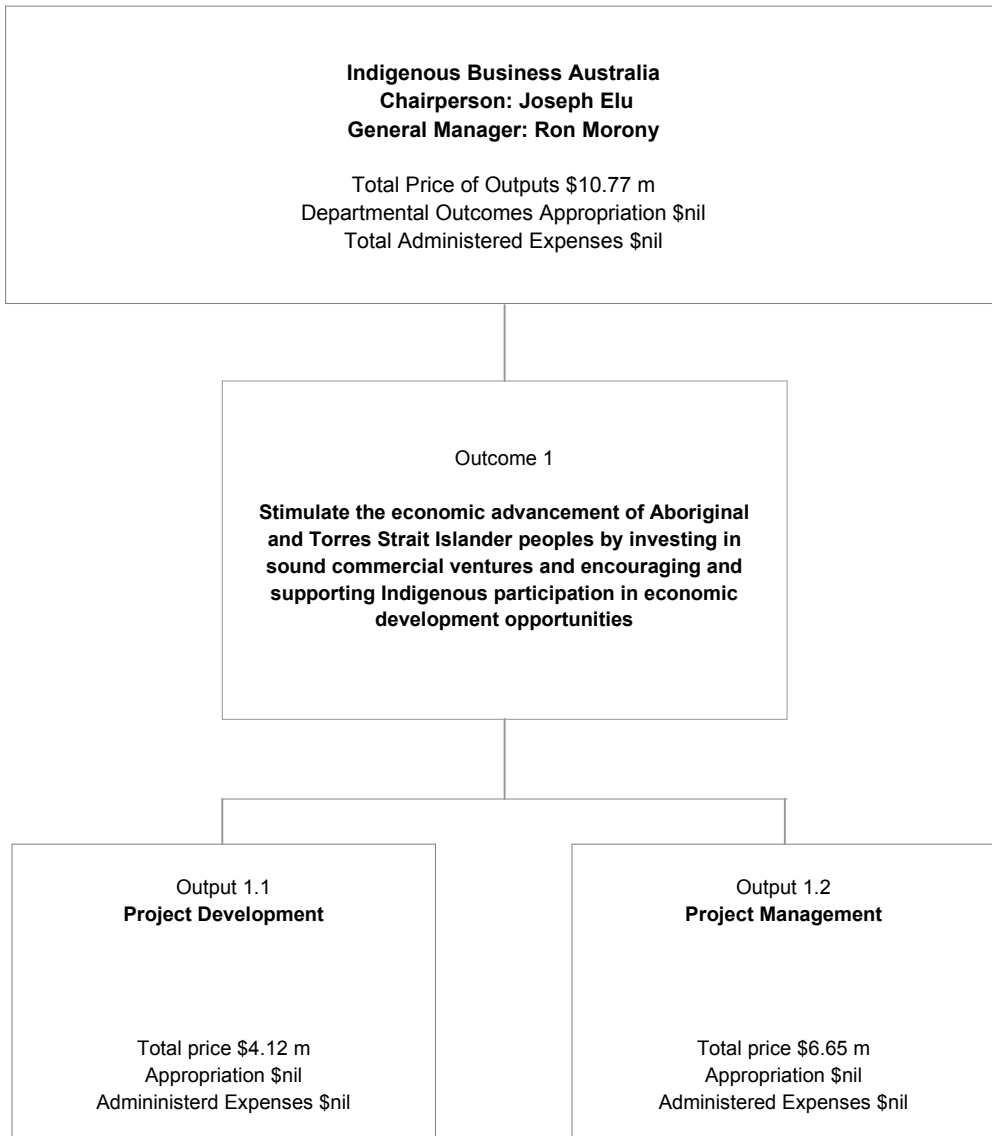 Indigenous Business Australia
Chairperson: Joseph Elu
General Manager: Ron Morony
Total Price of Outputs $10.77 m
Departmental Outcomes Appropriation $nil
Total Administered Expenses $nil
Outcome 1
Stimulate the economic advancement of Aboriginal
and Torres Strait Islander peoples by investing in
sound commercial ventures and encouraging and
supporting Indigenous participation in economic
development opportunities
Output 1.1
Project Development
Total price $4.12 m
Appropriation $nil
Admininisterd Expenses $nil
Output 1.2
Project Management
Total price $6.65 m
Appropriation $nil
Administered Expenses $nil